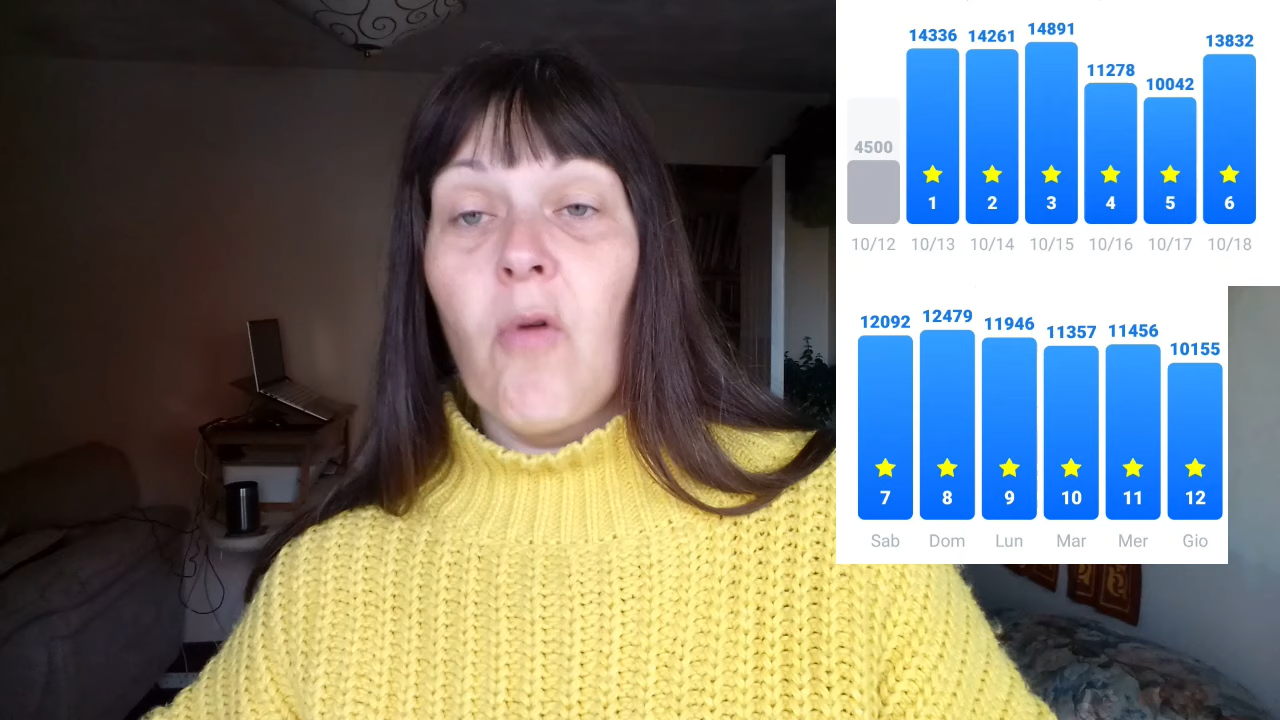 14336 14261 14891 11278 10042 13832
4500
1 2 3 4 5 6
10/12 10/13 10/14 10/15 10/16 10/17 10/18
12092 12479 11946 11357 11456 10155
7 8 9 10 11 12
Sab Dom Lun Mar Mer Gio